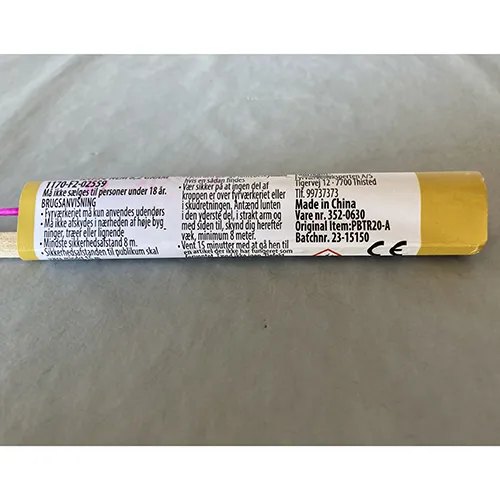 1170-F2-02559
Må ikke sælges til personer under 18 år.
BRUGSANVISNING
• Fyrværkeriet må kun anvendes udendørs
• Må ikke afskydes i nærheden af høje byg
ninger, træer eller lignende
• Mindste sikkerhedsafstand 8 m.
• Sikkerhedsafstanden til publikum skal
hvis en sådan findes
• Vær sikker på at ingen del af
kroppen er over fyrværkeriet eller
i skudretningen. Antænd lunten
i den yderste del, i strakt arm og
med siden til, skynd dig herefter
væk, minimum 8 meter.
• Vent 15 minutter med at gå hen til
A/S
Tigervej 12 - 7700 Thisted
Tlf. 99737373
Made in China
Vare nr. 352-0630
Original Item:PBTR20-A
Batchnr. 23-15150
CE